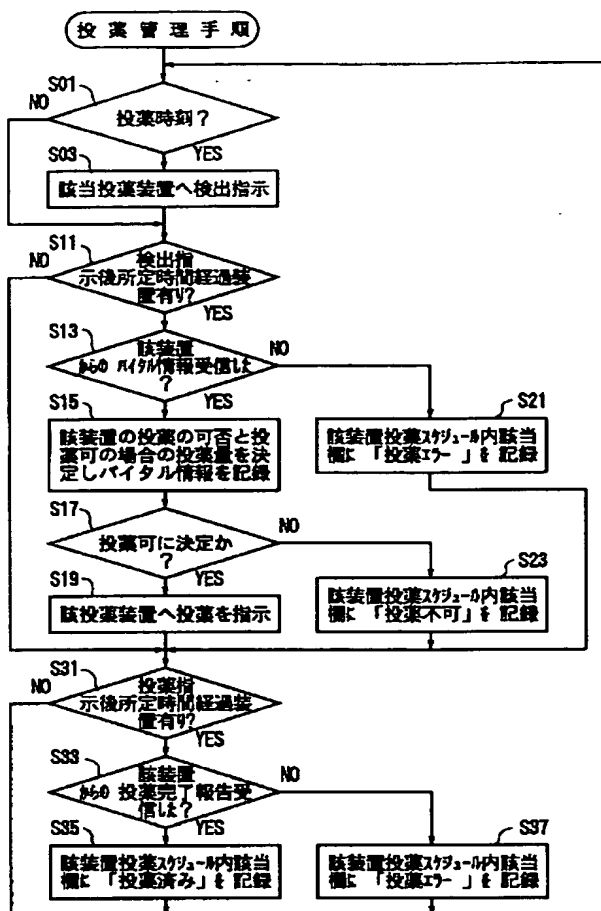 投薬管理手順
S01
NO
投薬時刻?
YES
S03
該当投薬装置へ検出指示
S11
NO
検出指
示後所定時間経過装
置有り?
YES
S13
該装置
からの バイタル情報受信した
?
NO
YES
S15
該装置の投薬の可否と投
薬可の場合の投薬量を決
定しバイタル情報を記録
S21
該装置投薬スケジュール内該当
欄に「投薬エラー」を記録
S17
投薬可に決定か
?
NO
YES
S19
該投薬装置へ投薬を指示
S23
該装置投薬スケジュール内該当
欄に「投薬不可」を記録
S31
NO
投薬指
示後所定時間経過装
置有り?
YES
S33
該装置
からの 投薬完了報告受
信した?
NO
YES
S35
該装置投薬スケジュール内該当
欄に「投薬済み」を記録
S37
該装置投薬スケジュール内該当
欄に「投薬エラー」を記録